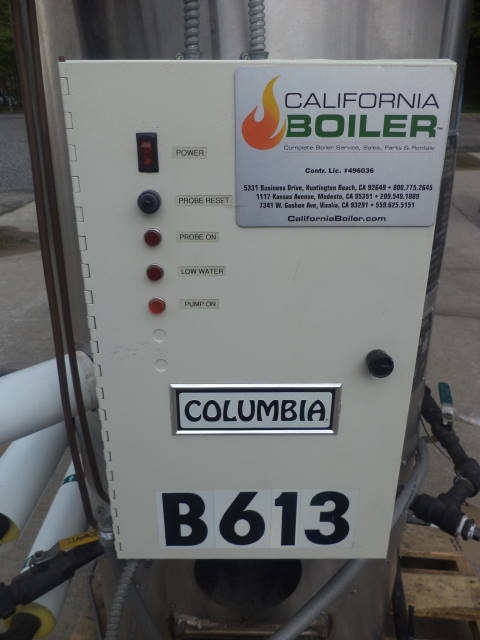 CALIFORNIA
BOILER™
Complete Boiler Service, Sales, Parts & Rentals
Contr. Lic. #496036
5331 Business Drive, Huntington Beach, CA 92649 • 800.775.2645
1117 Kansas Avenue, Modesto, CA 95351 • 209.549.1889
7341 W. Goshen Ave, Visalia, CA 93291 • 559.625.5151
CaliforniaBoiler.com
POWER
PROBE RESET
PROBE ON
LOW WATER
PUMP ON
COLUMBIA
B613